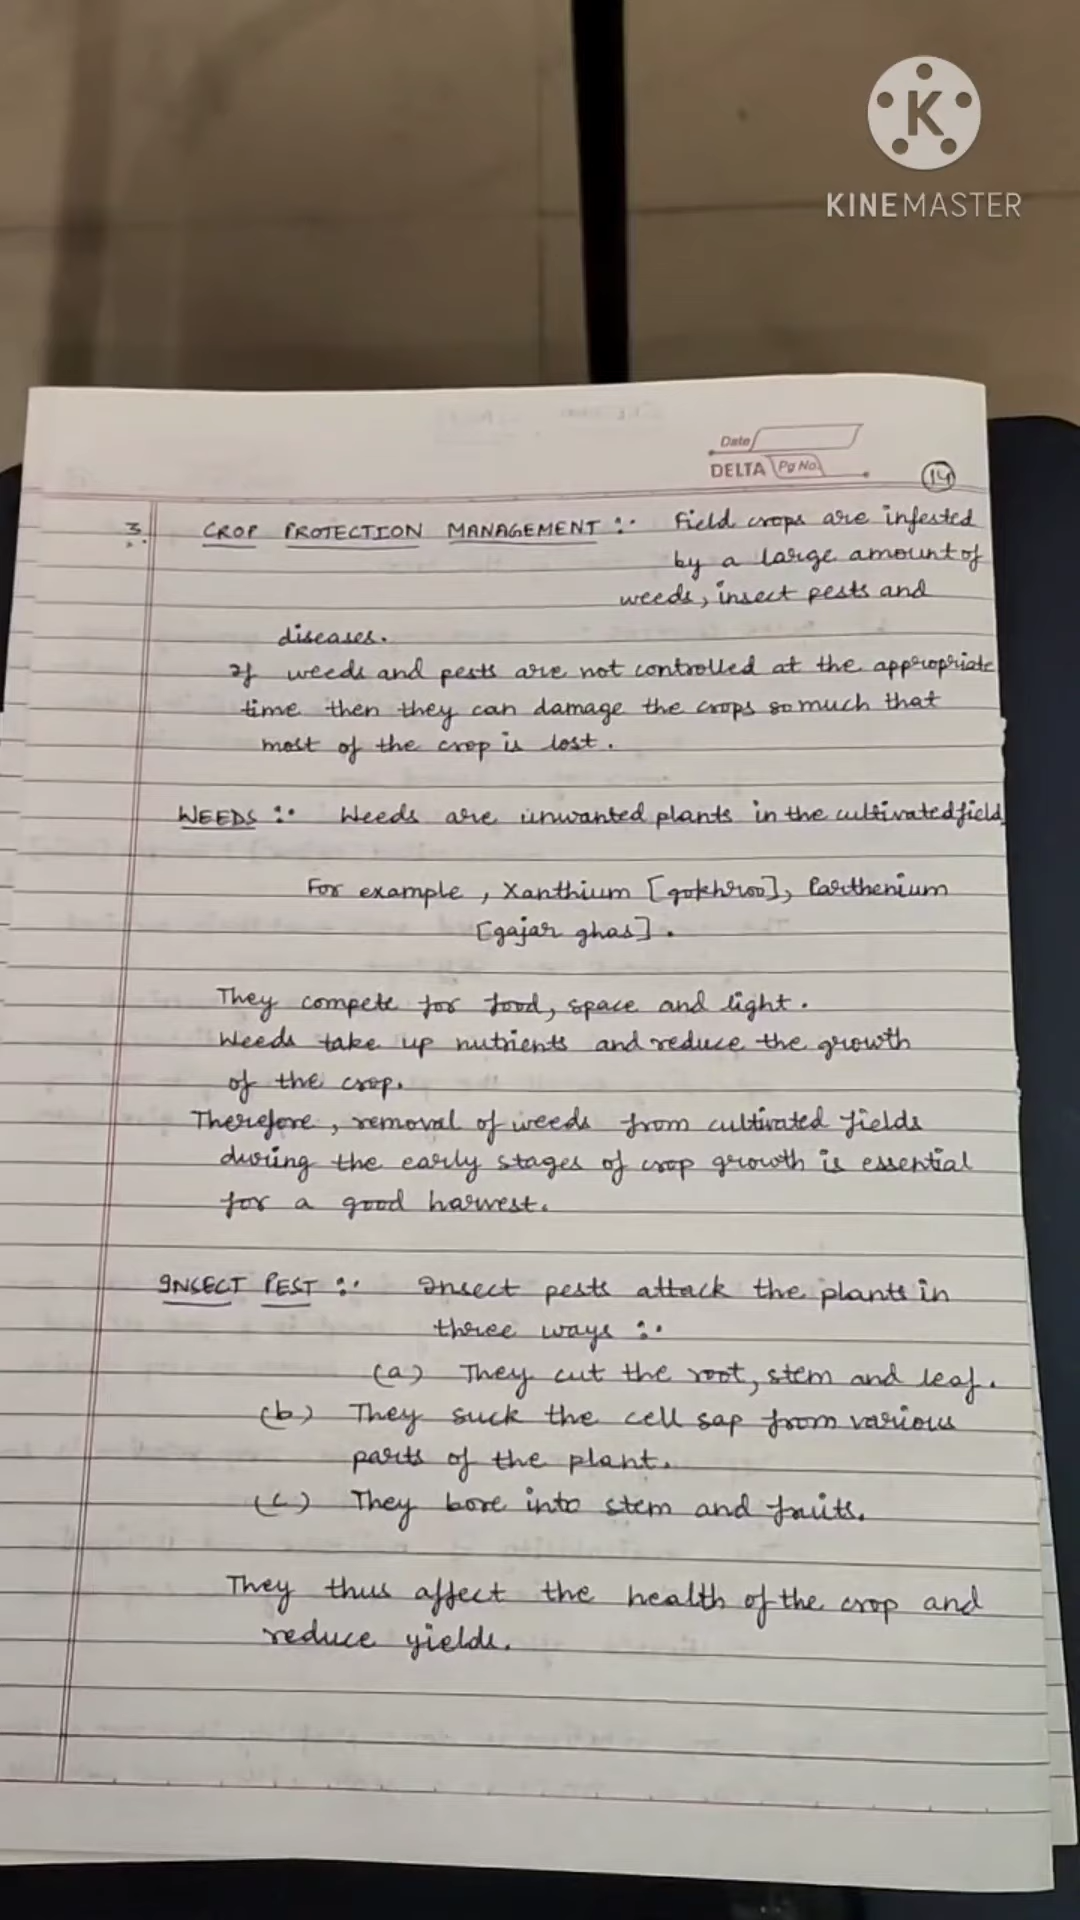 K
KINEMASTER
Date
DELTA Pg No.
14
3. CROP PROTECTION MANAGEMENT :- Field crops are infested
by a large amount of
weeds, insect pests and
diseases.
If weeds and pests are not controlled at the appropriate
time then they can damage the crops so much that
most of the crop is lost.
WEEDS :- Weeds are unwanted plants in the cultivated field
For example, Xanthium [gokhroo], Parthenium
[gajar ghas].
They compete for food, space and light.
Weeds take up nutrients and reduce the growth
of the crop.
Therefore, removal of weeds from cultivated fields
during the early stages of crop growth is essential
for a good harvest.
INSECT PEST :- Insect pests attack the plants in
three ways :-
(a) They cut the root, stem and leaf.
(b) They suck the cell sap from various
parts of the plant.
(c) They bore into stem and fruits.
They thus affect the health of the crop and
reduce yields.